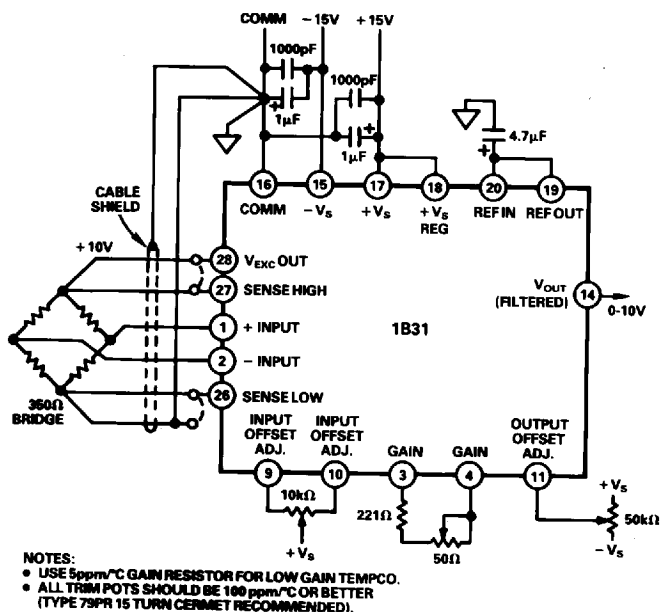 COMM −15V +15V
1000pF
1000pF
+
1μF
+
1μF
4.7μF
+
CABLE
SHIELD
16 15 17 18 20 19
COMM −VS +VS +VS
REG
REF IN REF OUT
+10V
28 VEXC OUT
27 SENSE HIGH
1 + INPUT
2 − INPUT
26 SENSE LOW
350Ω
BRIDGE
1B31
VOUT
(FILTERED)
14
0-10V
INPUT
OFFSET
ADJ.
INPUT
OFFSET
ADJ.
GAIN GAIN
OUTPUT
OFFSET
ADJ.
9 10 3 4 11
10kΩ
+VS
221Ω
50Ω
+VS
50kΩ
−VS
NOTES:
• USE 5ppm/°C GAIN RESISTOR FOR LOW GAIN TEMPCO.
• ALL TRIM POTS SHOULD BE 100 ppm/°C OR BETTER
(TYPE 79PR 15 TURN CERMET RECOMMENDED).